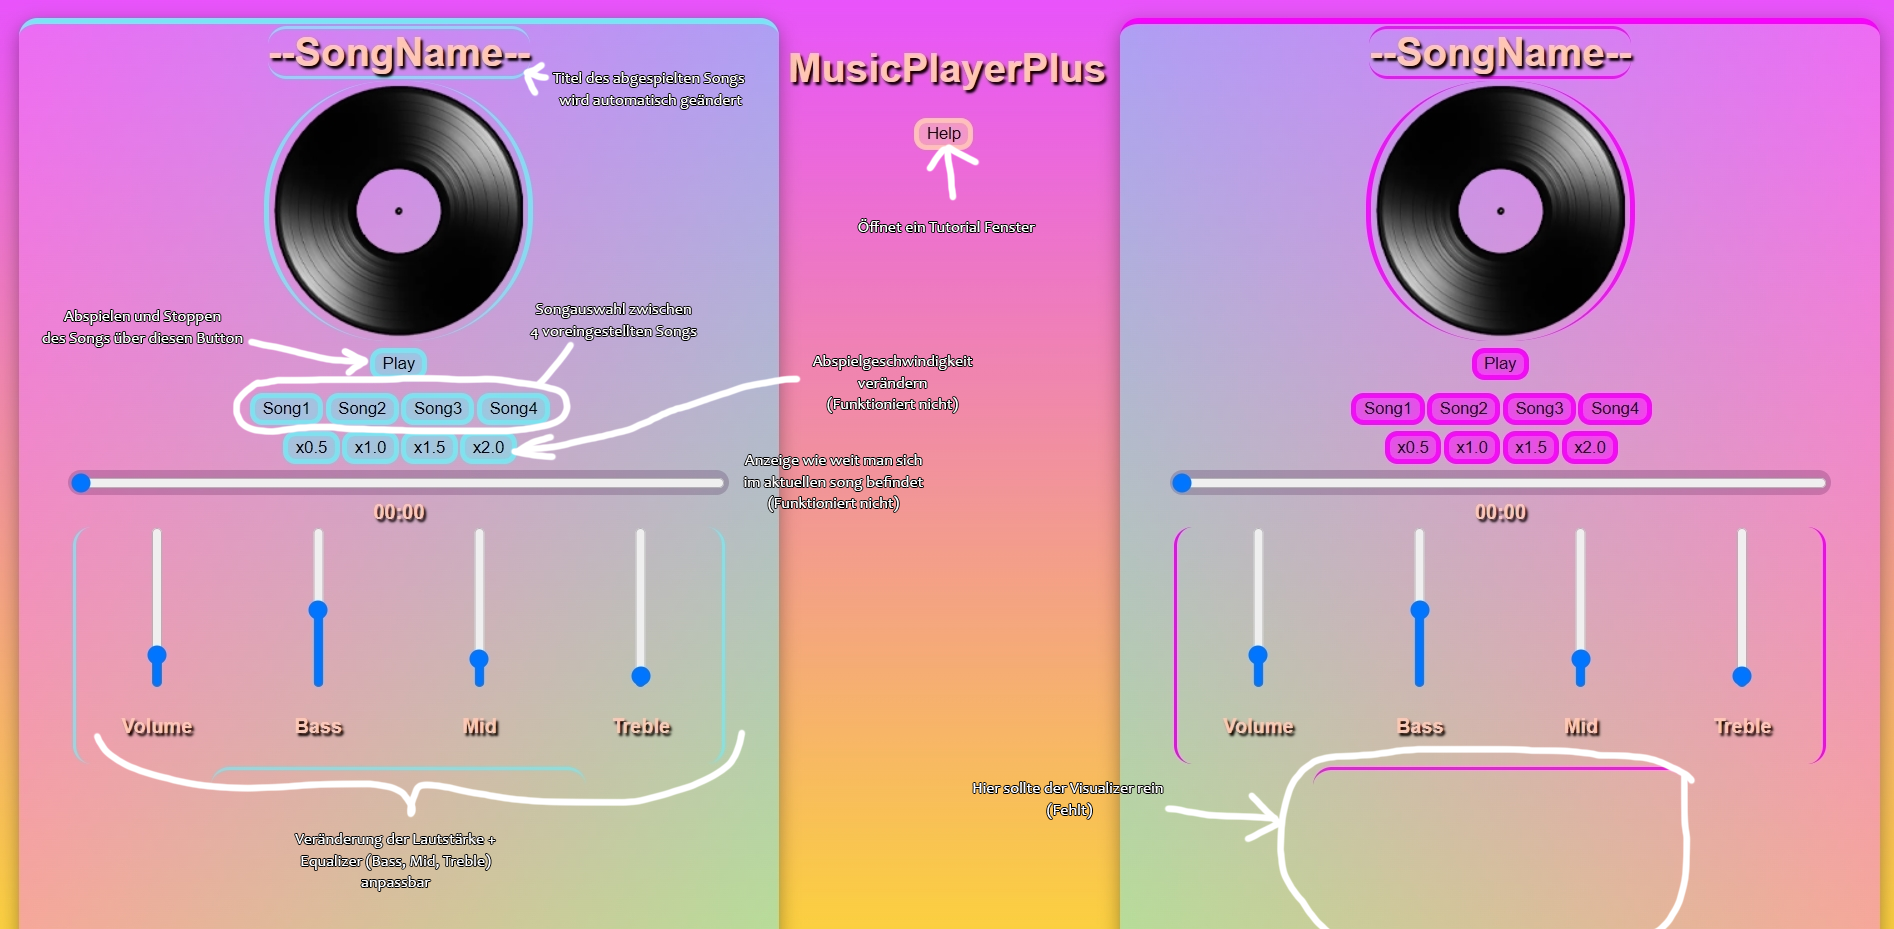 --SongName--
Titel des abgespielten Songs
wird automatisch geändert
Abspielen und Stoppen
des Songs über diesen Button
Songauswahl zwischen
4 voreingestellten Songs
Play
Song1 Song2 Song3 Song4
x0.5 x1.0 x1.5 x2.0
00:00
Volume Bass Mid Treble
Veränderung der Lautstärke +
Equalizer (Bass, Mid, Treble)
anpassbar
MusicPlayerPlus
Help
Öffnet ein Tutorial Fenster
Abspielgeschwindigkeit
verändern
(Funktioniert nicht)
Anzeige wie weit man sich
im aktuellen song befindet
(Funktioniert nicht)
Hier sollte der Visualizer rein
(Fehlt)
--SongName--
Play
Song1 Song2 Song3 Song4
x0.5 x1.0 x1.5 x2.0
00:00
Volume Bass Mid Treble